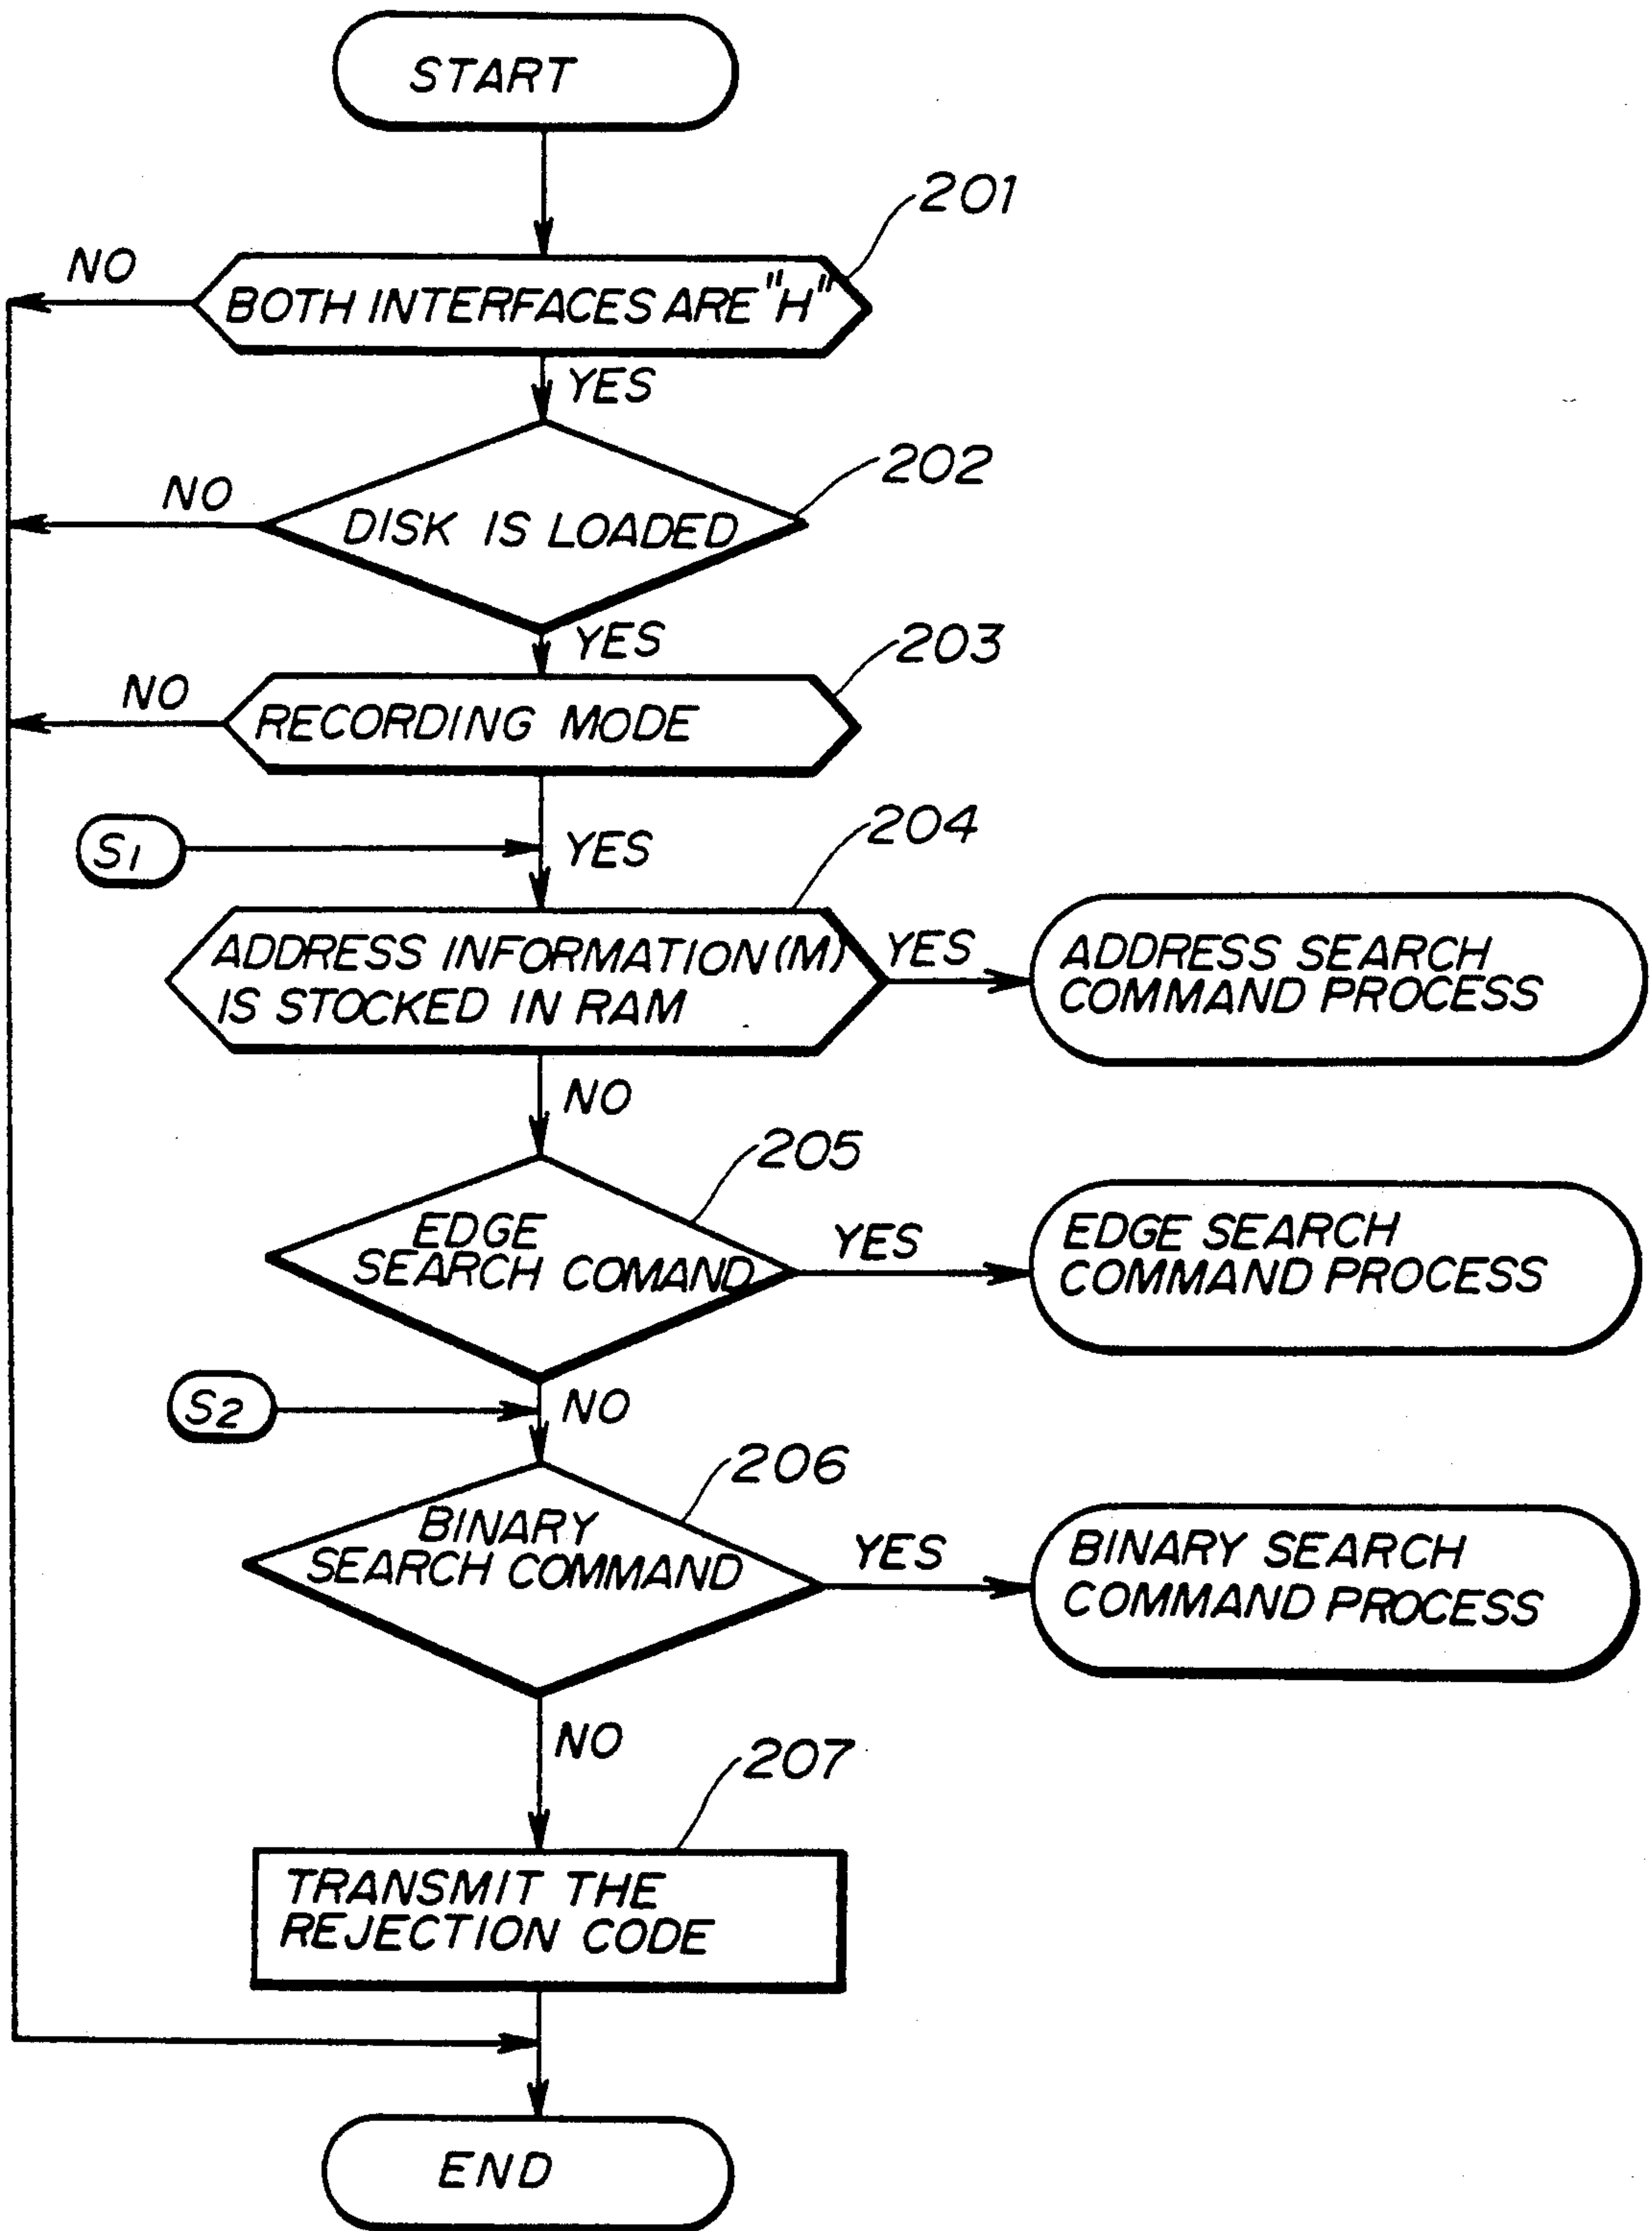 START
201
NO
BOTH INTERFACES ARE "H"
YES
202
NO
DISK IS LOADED
YES
203
NO
RECORDING MODE
S1
YES
204
ADDRESS INFORMATION (M)
IS STOCKED IN RAM
YES
ADDRESS SEARCH
COMMAND PROCESS
NO
205
EDGE
SEARCH COMAND
YES
EDGE SEARCH
COMMAND PROCESS
S2
NO
206
BINARY
SEARCH COMMAND
YES
BINARY SEARCH
COMMAND PROCESS
NO
207
TRANSMIT THE
REJECTION CODE
END